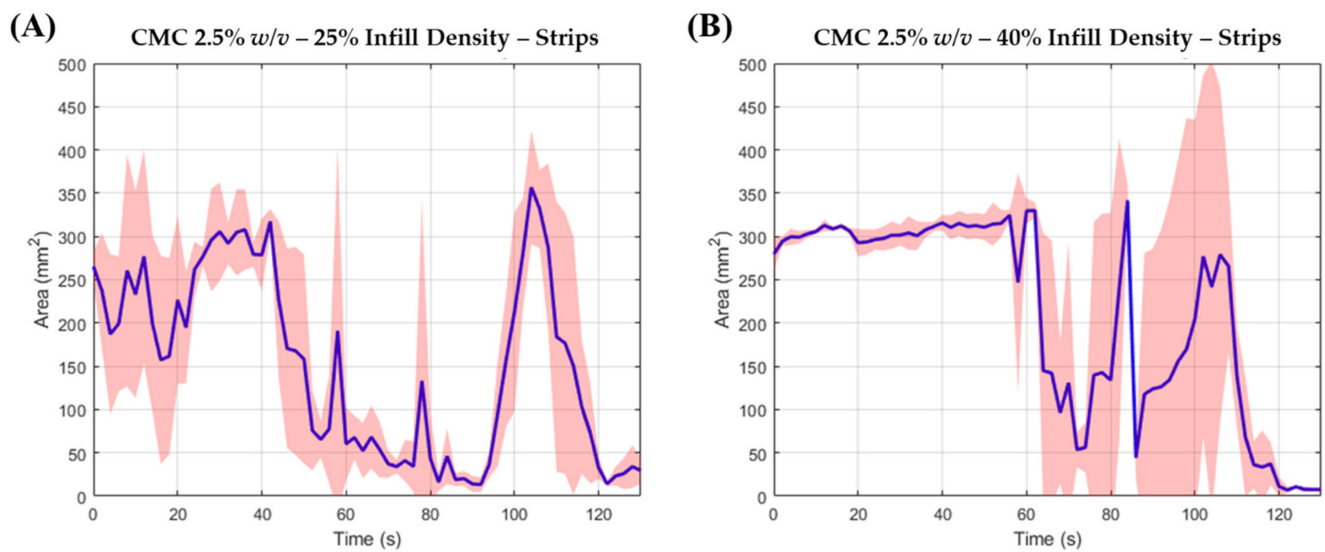 (A)
CMC 2.5% w/v – 25% Infill Density – Strips
500
450
400
350
300
250
200
150
100
50
0
Area (mm²)
0 20 40 60 80 100 120
Time (s)
(B)
CMC 2.5% w/v – 40% Infill Density – Strips
500
450
400
350
300
250
200
150
100
50
0
Area (mm²)
0 20 40 60 80 100 120
Time (s)